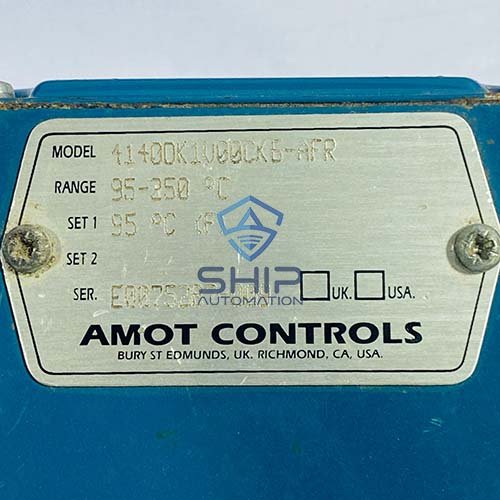 MODEL 41400K1V00CK6-AFR
RANGE 95-250 °C
SET 1 95 °C (F)
SET 2
SHIP
AUTOMATION
SER. UK. USA.
AMOT CONTROLS
BURY ST EDMUNDS, UK. RICHMOND, CA, USA.